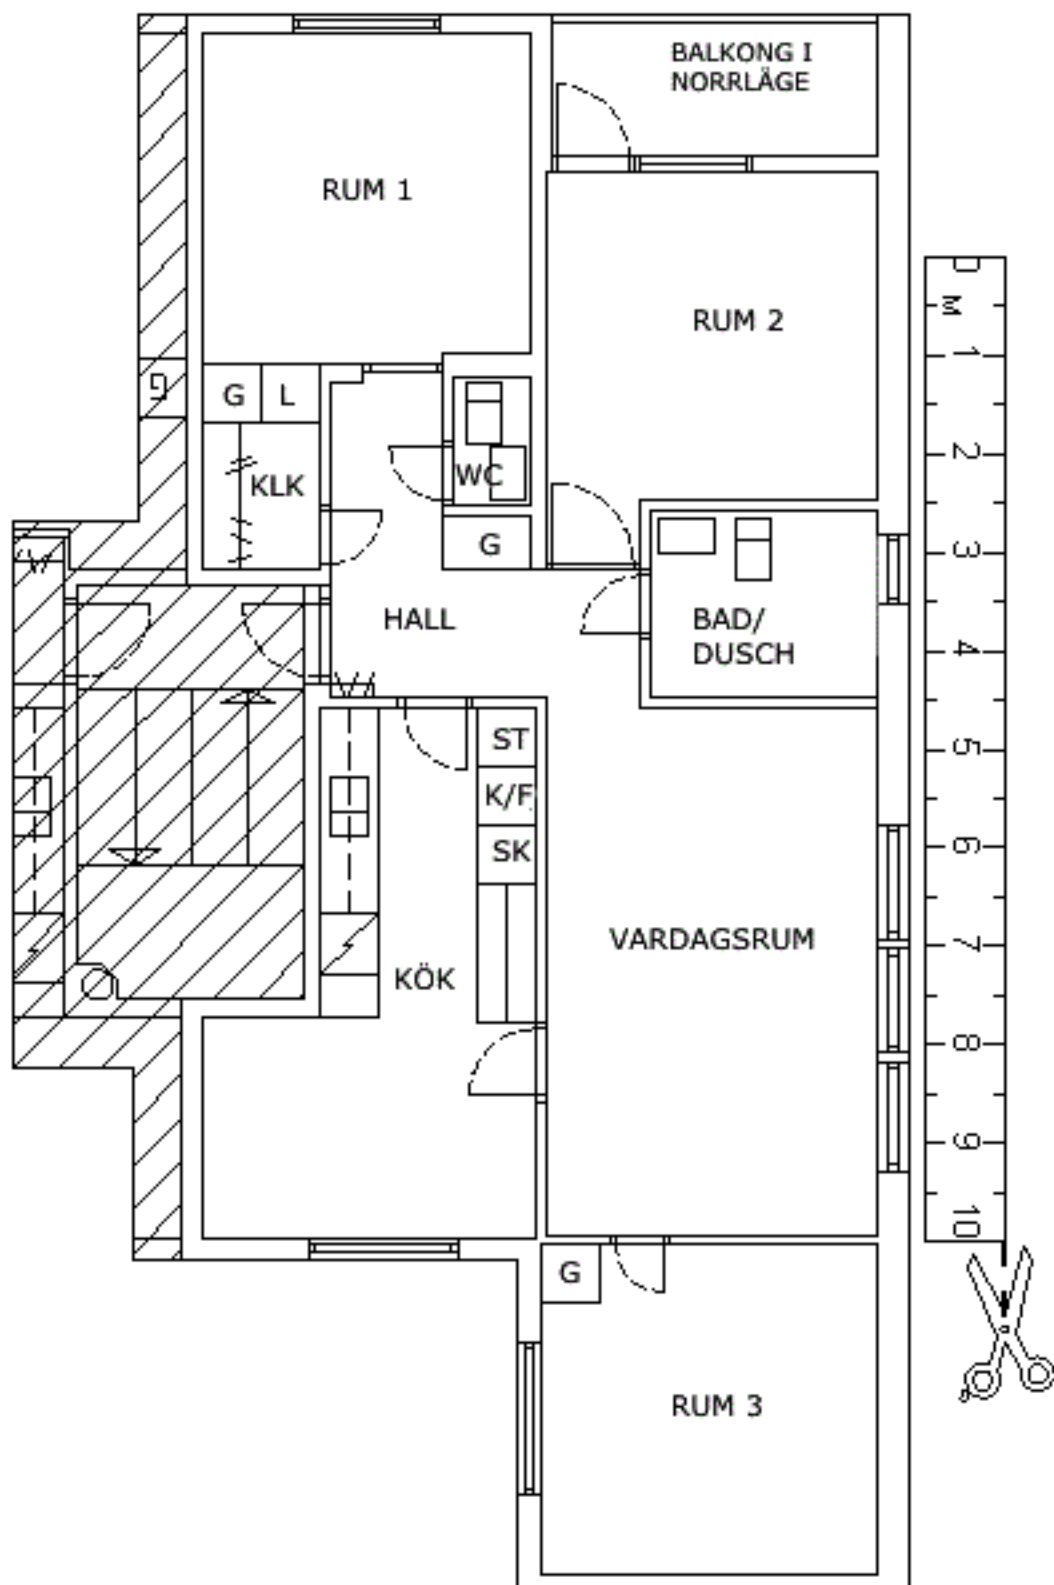 BALKONG I
NORRLÄGE
RUM 1
RUM 2
M
1
G
G
L
2
WC
KLK
3
G
HALL
BAD/
DUSCH
4
ST
5
K/F
SK
6
VARDAGSRUM
7
KÖK
8
9
10
G
RUM 3